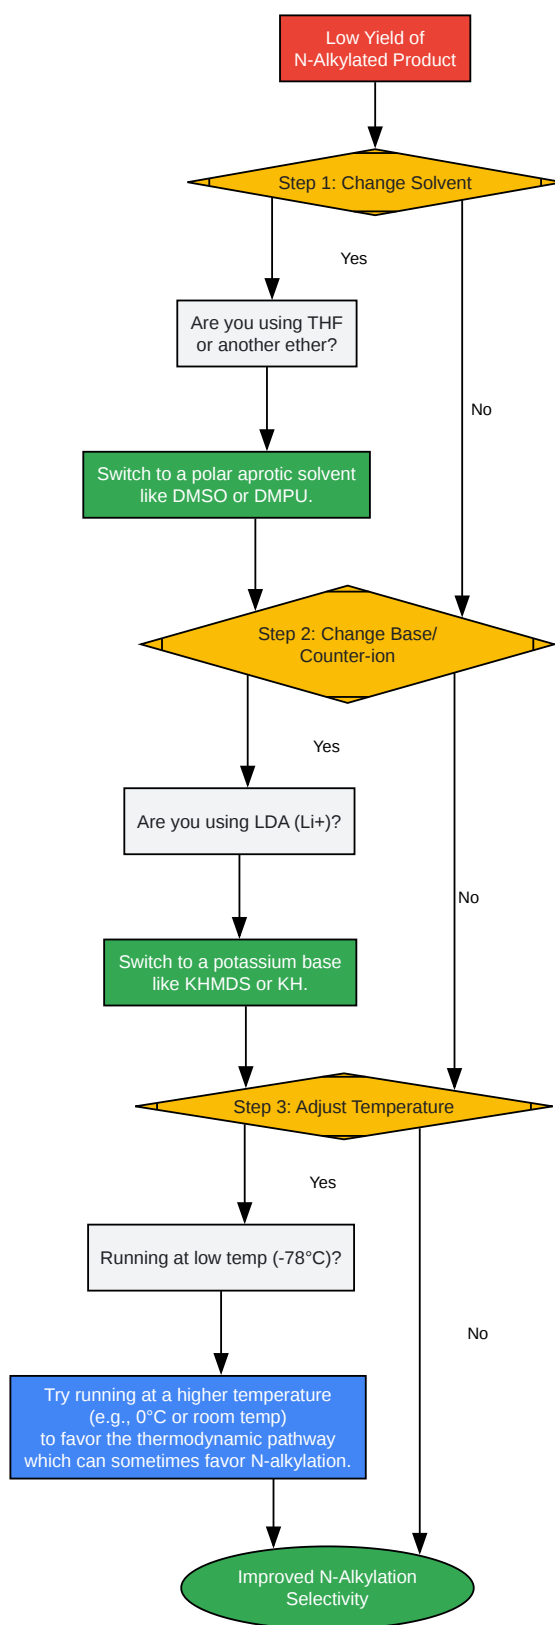 Low Yield of
N-Alkylated Product
Step 1: Change Solvent
Yes
Are you using THF
or another ether?
No
Switch to a polar aprotic solvent
like DMSO or DMPU.
Step 2: Change Base/
Counter-ion
Yes
Are you using LDA (Li+)?
No
Switch to a potassium base
like KHMDS or KH.
Step 3: Adjust Temperature
Yes
Running at low temp (-78°C)?
No
Try running at a higher temperature
(e.g., 0°C or room temp)
to favor the thermodynamic pathway
which can sometimes favor N-alkylation.
Improved N-Alkylation
Selectivity